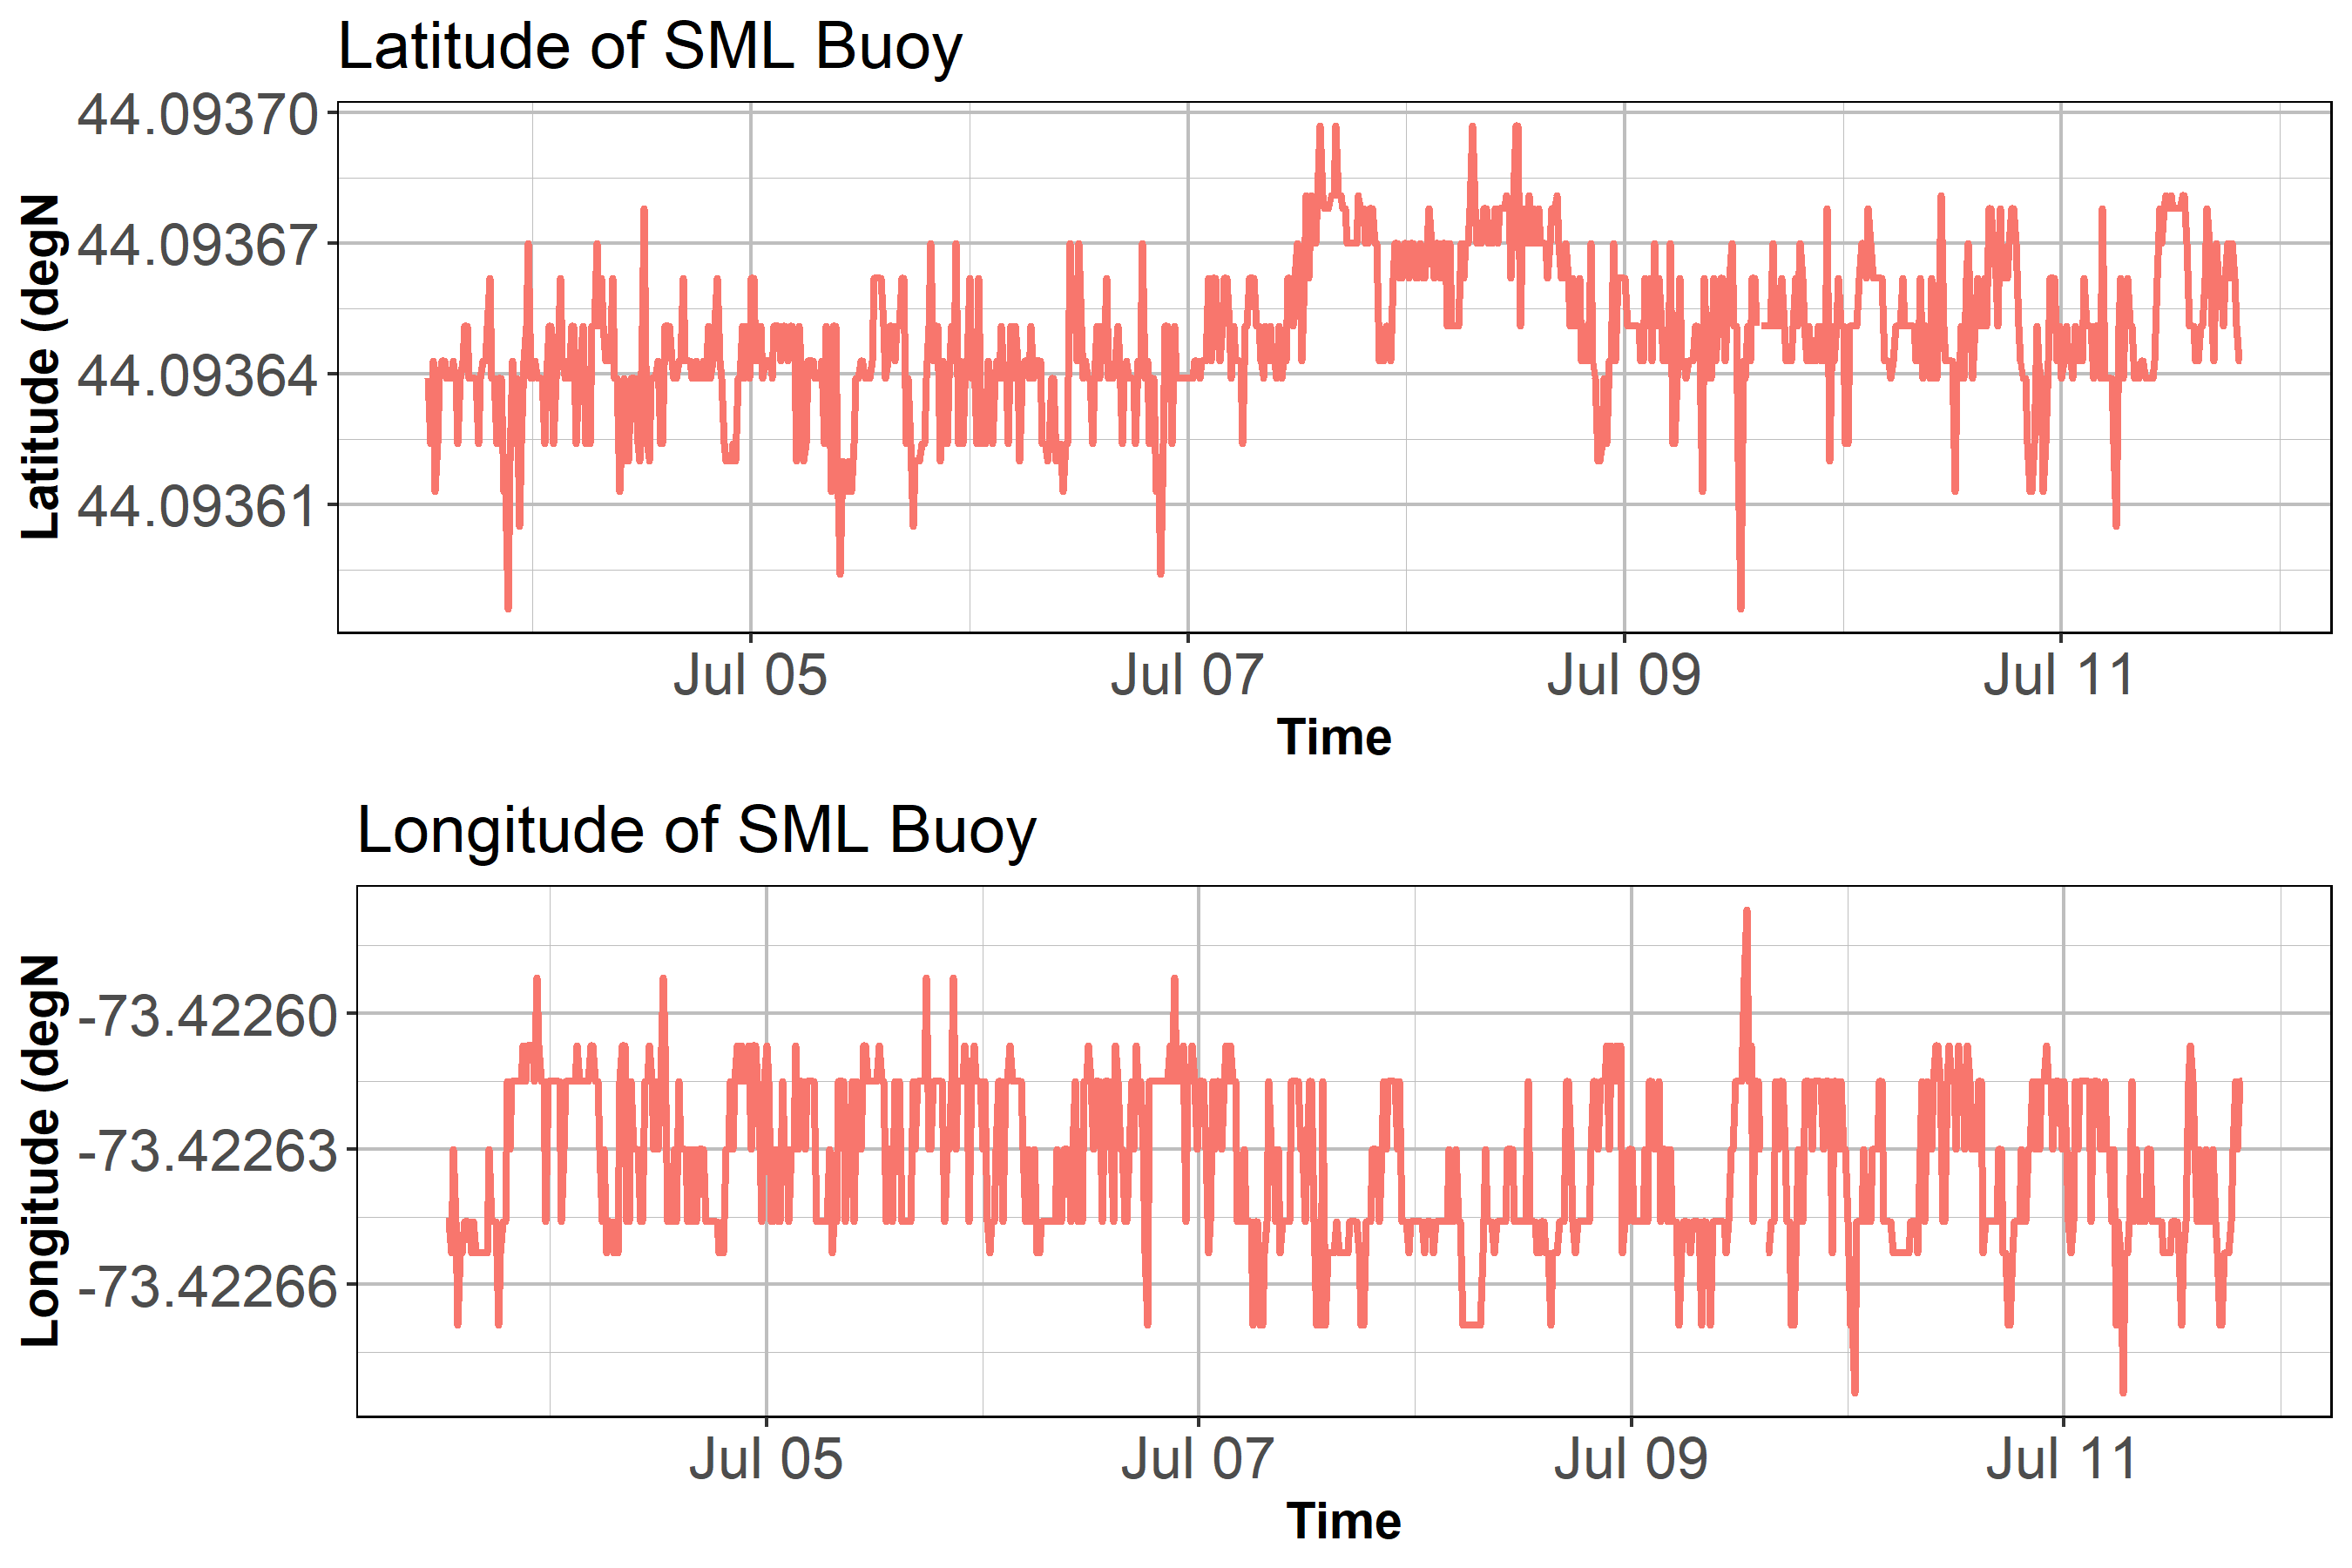 Latitude of SML Buoy
44.09370
44.09367
44.09364
44.09361
Latitude (degN
Jul 05 Jul 07 Jul 09 Jul 11
Time
Longitude of SML Buoy
-73.42260
-73.42263
-73.42266
Longitude (degN
Jul 05 Jul 07 Jul 09 Jul 11
Time